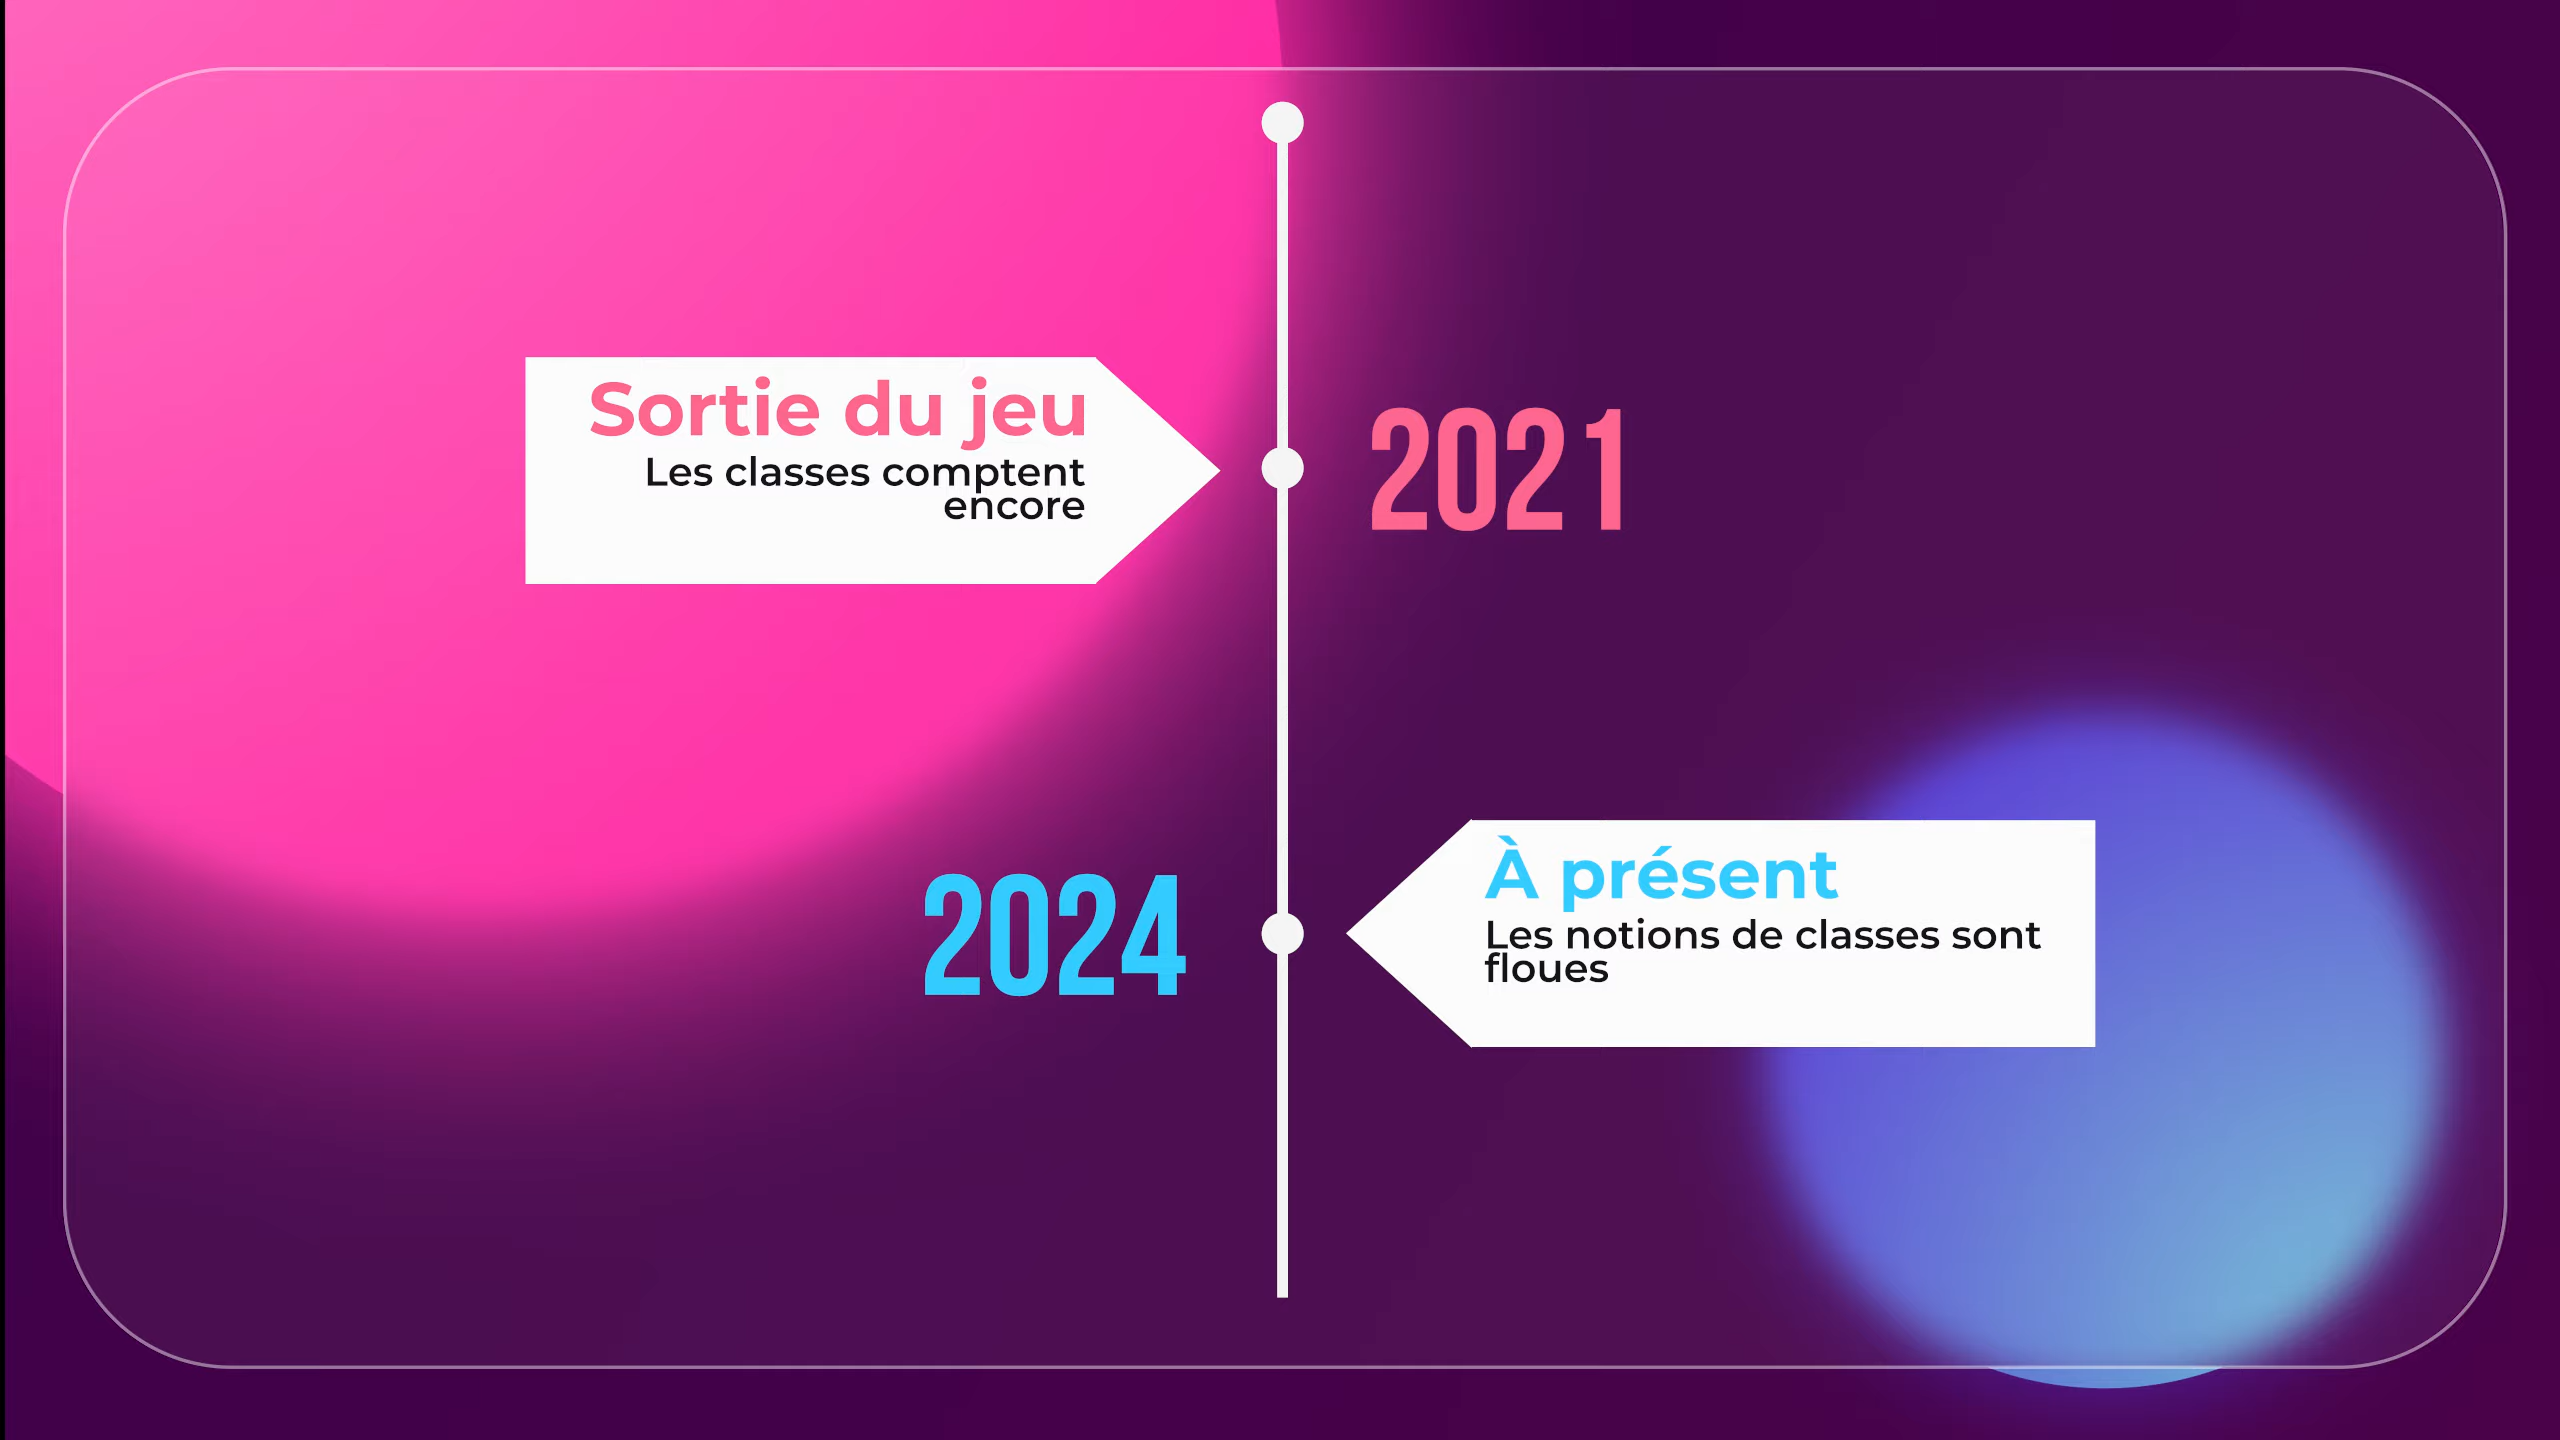 Sortie du jeu
Les classes comptent
encore
2021
2024
À présent
Les notions de classes sont
floues